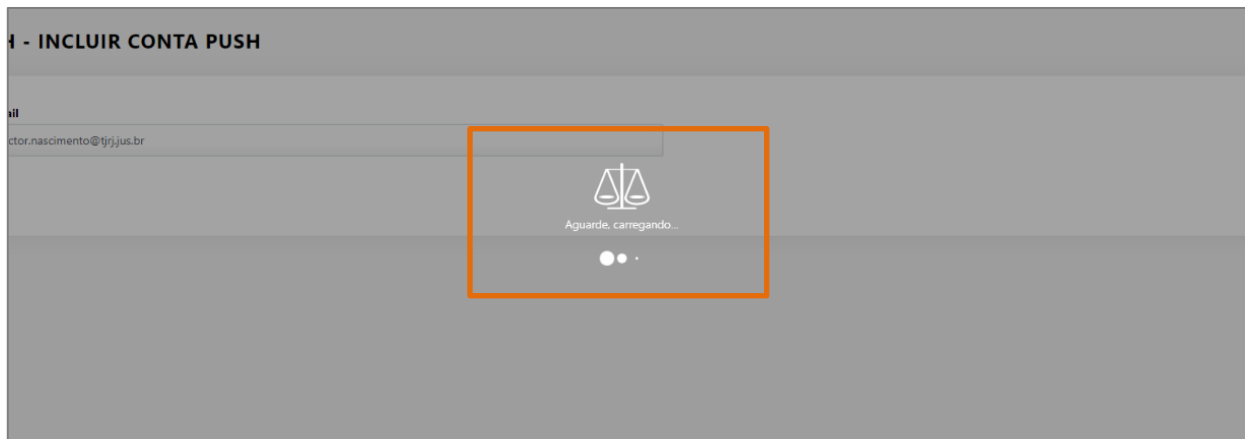 - INCLUIR CONTA PUSH
ail
ctor.nascimento@tjrj.jus.br
Aguarde, carregando...